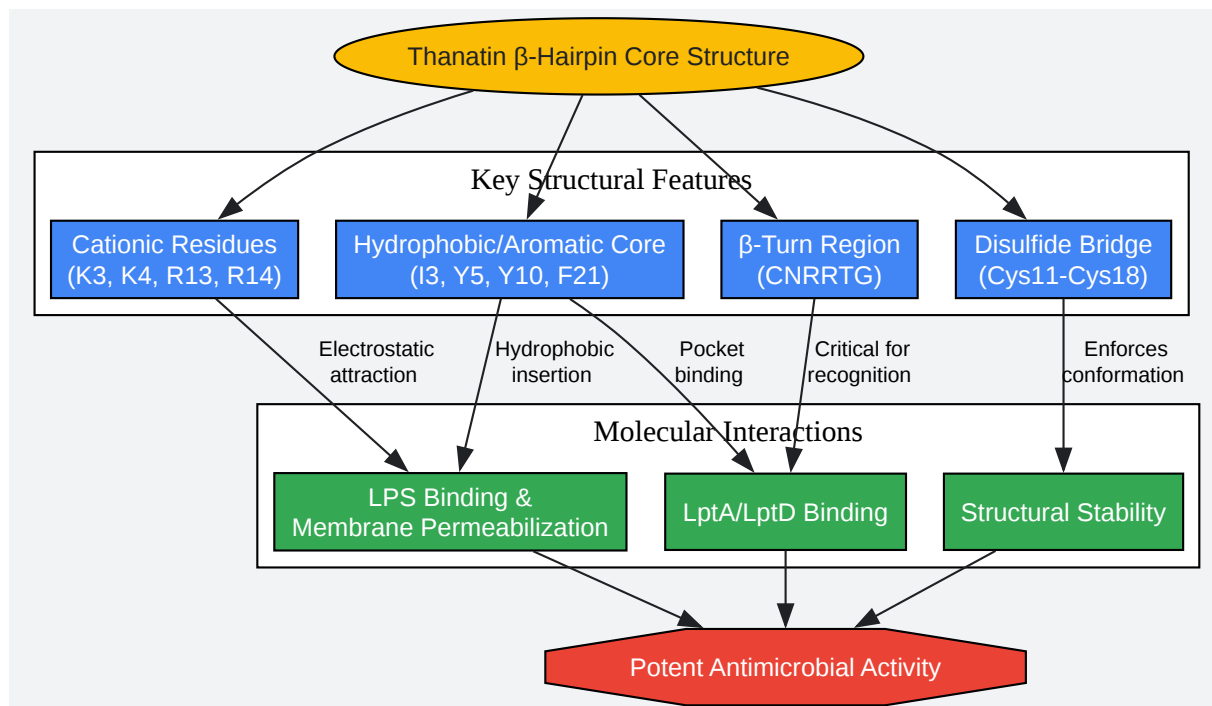 Thanatin β-Hairpin Core Structure
Key Structural Features
Cationic Residues
(K3, K4, R13, R14)
Hydrophobic/Aromatic Core
(I3, Y5, Y10, F21)
β-Turn Region
(CNRRTG)
Disulfide Bridge
(Cys11-Cys18)
Electrostatic
attraction
Hydrophobic
insertion
Pocket
binding
Critical for
recognition
Enforces
conformation
Molecular Interactions
LPS Binding &
Membrane Permeabilization
LptA/LptD Binding
Structural Stability
Potent Antimicrobial Activity